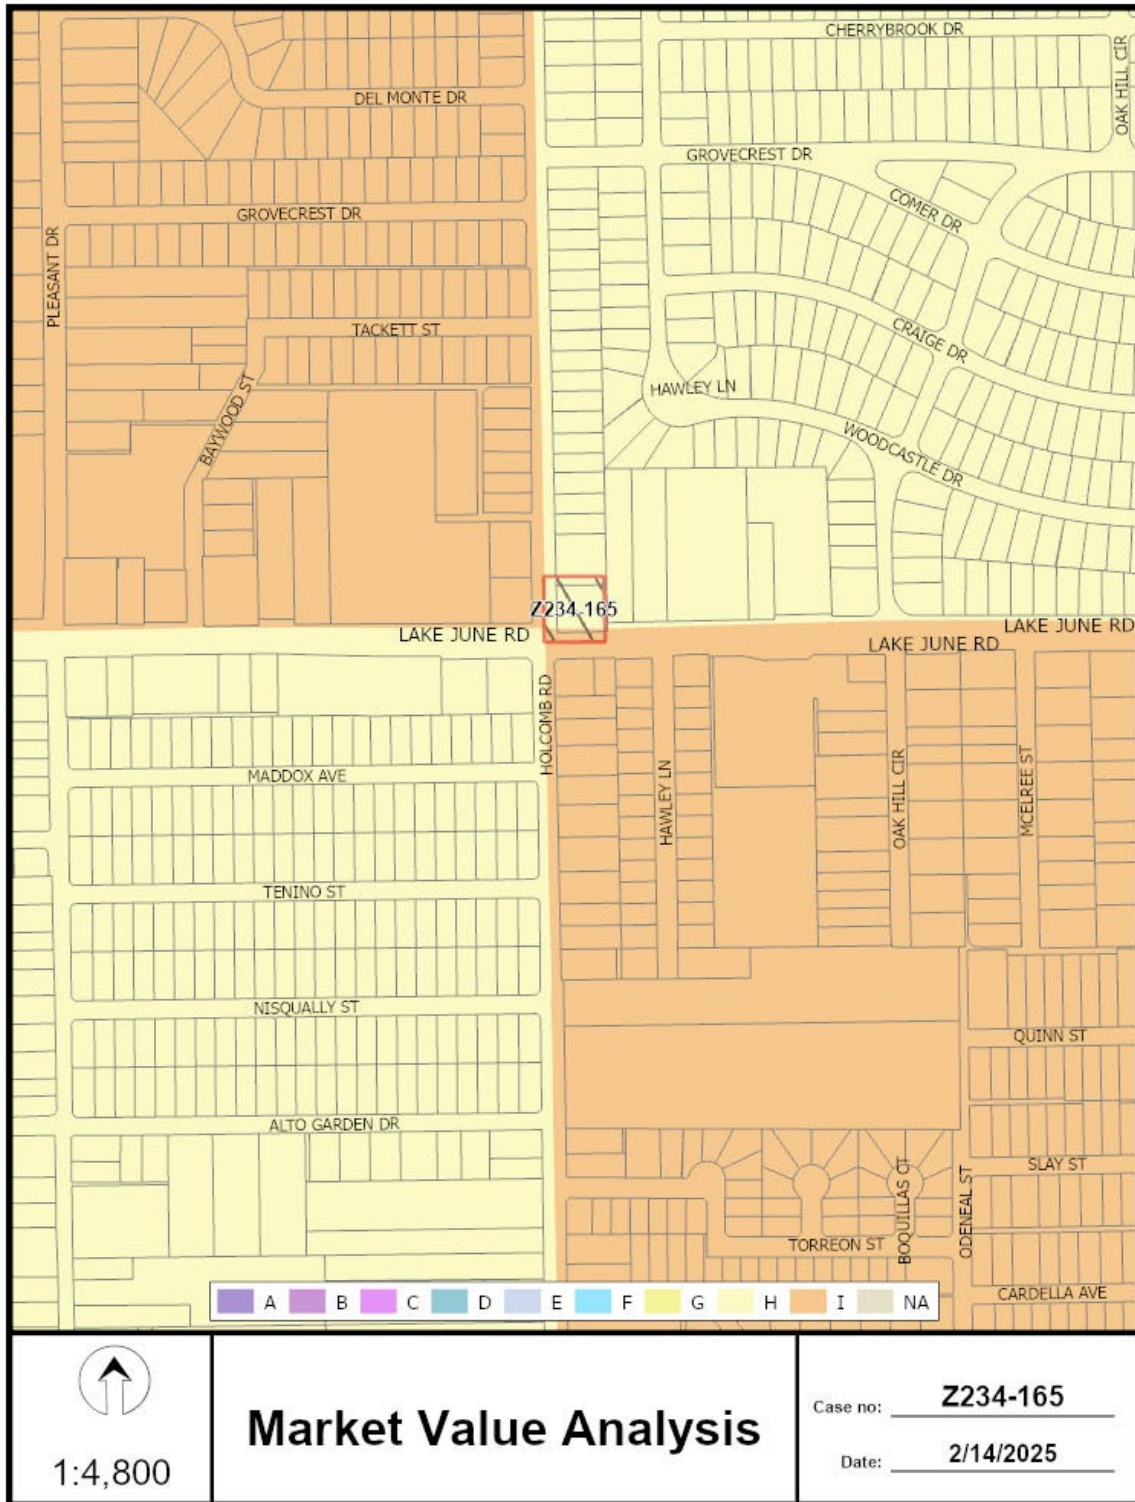 CHERRYBROOK DR
OAK HILL CIR
DEL MONTE DR
GROVECREST DR
COMER DR
GROVECREST DR
PLEASANT DR
TACKETT ST
CRAIGE DR
HAWLEY LN
BAYWOOD ST
WOODCASTLE DR
Z234-165
LAKE JUNE RD
LAKE JUNE RD
LAKE JUNE RD
HOLCOMB RD
MADDOX AVE
HAWLEY LN
OAK HILL CIR
MCELREE ST
TENINO ST
NISQUALLY ST
QUINN ST
ALTO GARDEN DR
BOQUILLAS CT
ODENEAL ST
SLAY ST
TORREON ST
CARDELLA AVE
A B C D E F G H I NA
1:4,800
Market Value Analysis
Case no: Z234-165
Date: 2/14/2025